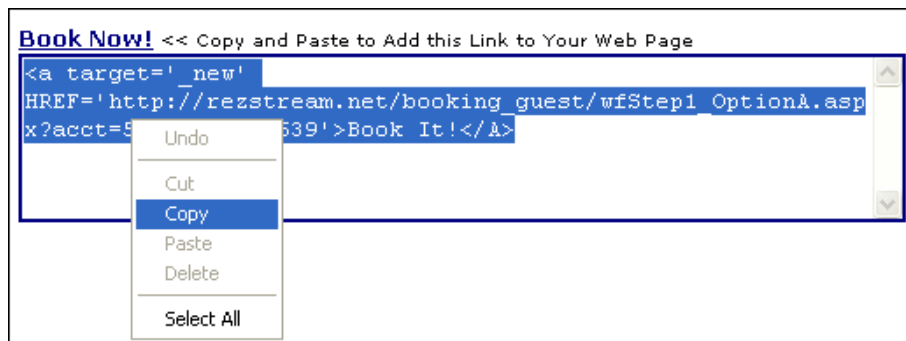 Book Now! << Copy and Paste to Add this Link to Your Web Page
<a target='_new'
HREF='http://rezstream.net/booking_guest/wfStep1_OptionA.asp
x?acct=5 539'>Book It!</A>
Undo
Cut
Copy
Paste
Delete
Select All